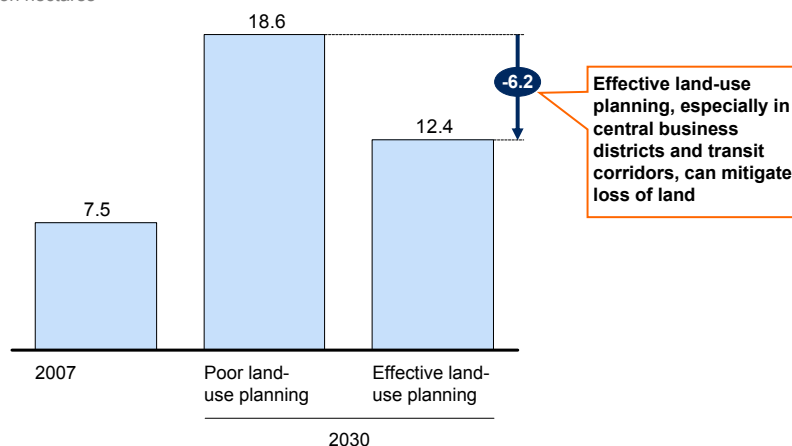 hectares
18.6
-6.2
Effective land-use
planning, especially in
central business
districts and transit
corridors, can mitigate
loss of land
12.4
7.5
2007
Poor land-
use planning
Effective land-
use planning
2030